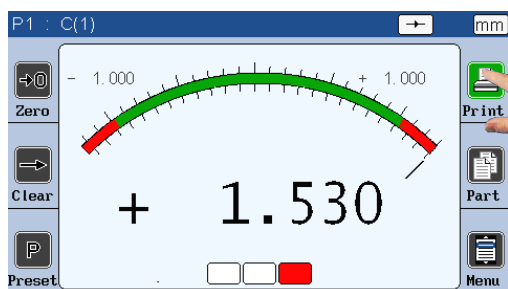 P1 : C(1) mm
- 1.000 + 1.000
Zero
Print
Clear
Part
+ 1.530
P
Preset
Menu